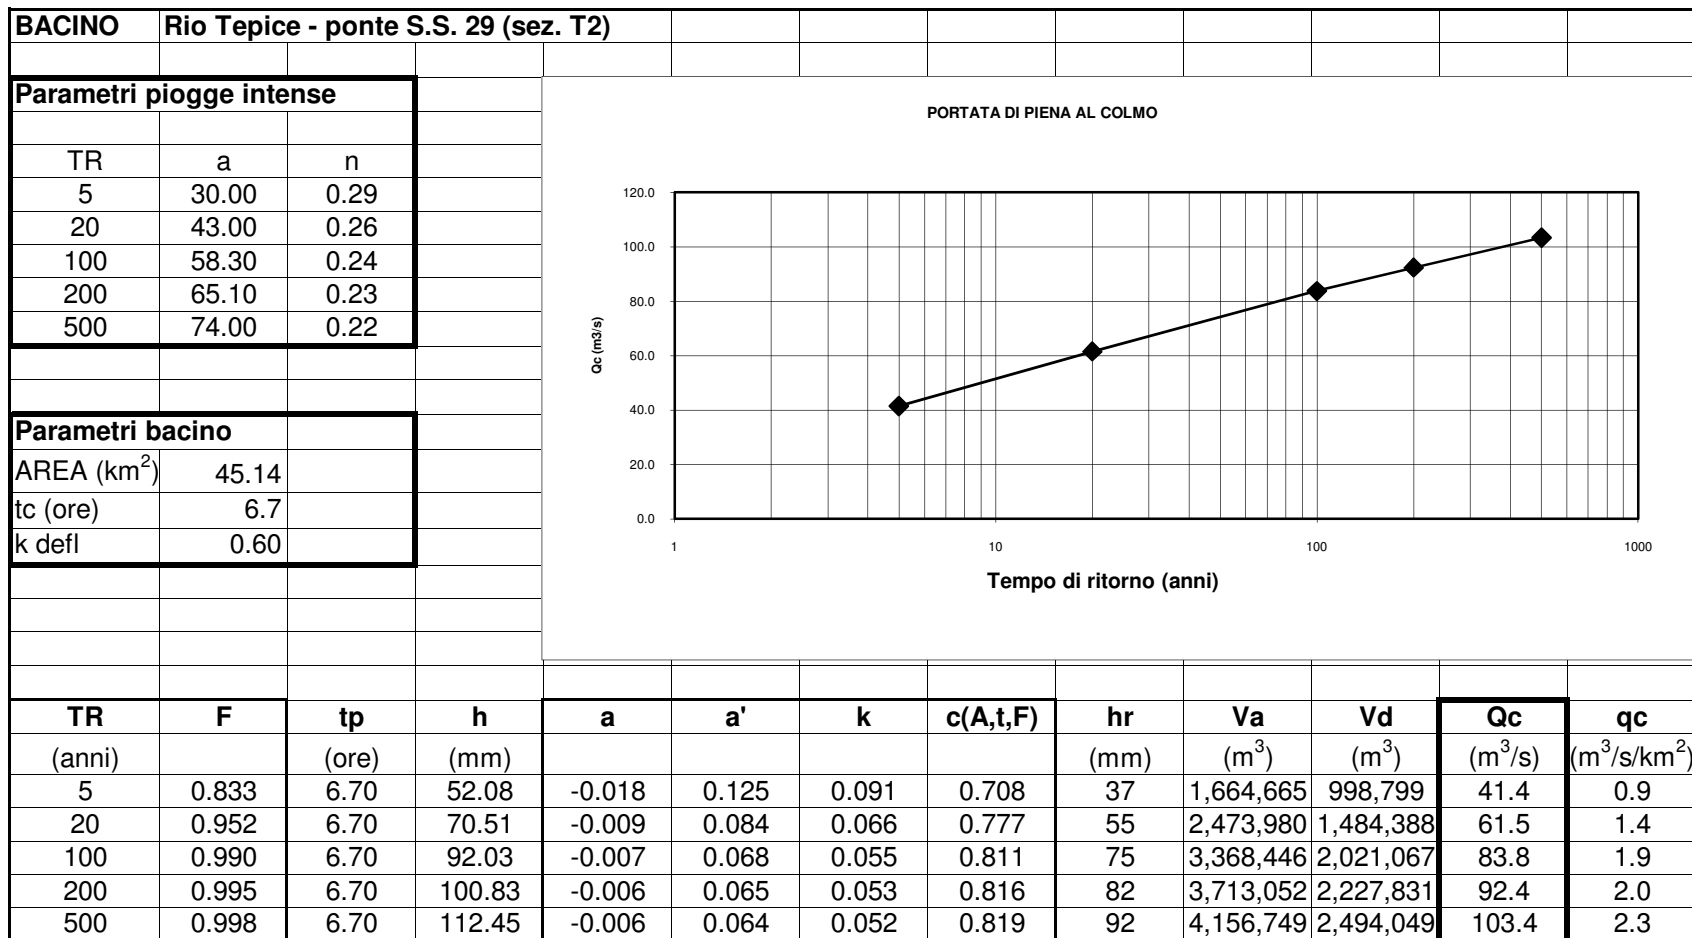 BACINO Rio Tepice - ponte S.S. 29 (sez. T2)
Parametri piogge intense
TR a n
5 30.00 0.29
20 43.00 0.26
100 58.30 0.24
200 65.10 0.23
500 74.00 0.22
Parametri bacino
AREA (km²) 45.14
tc (ore) 6.7
k defl 0.60
PORTATA DI PIENA AL COLMO
Qc (m3/s)
120.0
100.0
80.0
60.0
40.0
20.0
0.0
1 10 100 1000
Tempo di ritorno (anni)
TR F tp h a a' k c(A,t,F) hr Va Vd Qc qc
(anni) (ore) (mm) (mm) (m³) (m³) (m³/s) (m³/s/km²)
5 0.833 6.70 52.08 -0.018 0.125 0.091 0.708 37 1,664,665 998,799 41.4 0.9
20 0.952 6.70 70.51 -0.009 0.084 0.066 0.777 55 2,473,980 1,484,388 61.5 1.4
100 0.990 6.70 92.03 -0.007 0.068 0.055 0.811 75 3,368,446 2,021,067 83.8 1.9
200 0.995 6.70 100.83 -0.006 0.065 0.053 0.816 82 3,713,052 2,227,831 92.4 2.0
500 0.998 6.70 112.45 -0.006 0.064 0.052 0.819 92 4,156,749 2,494,049 103.4 2.3